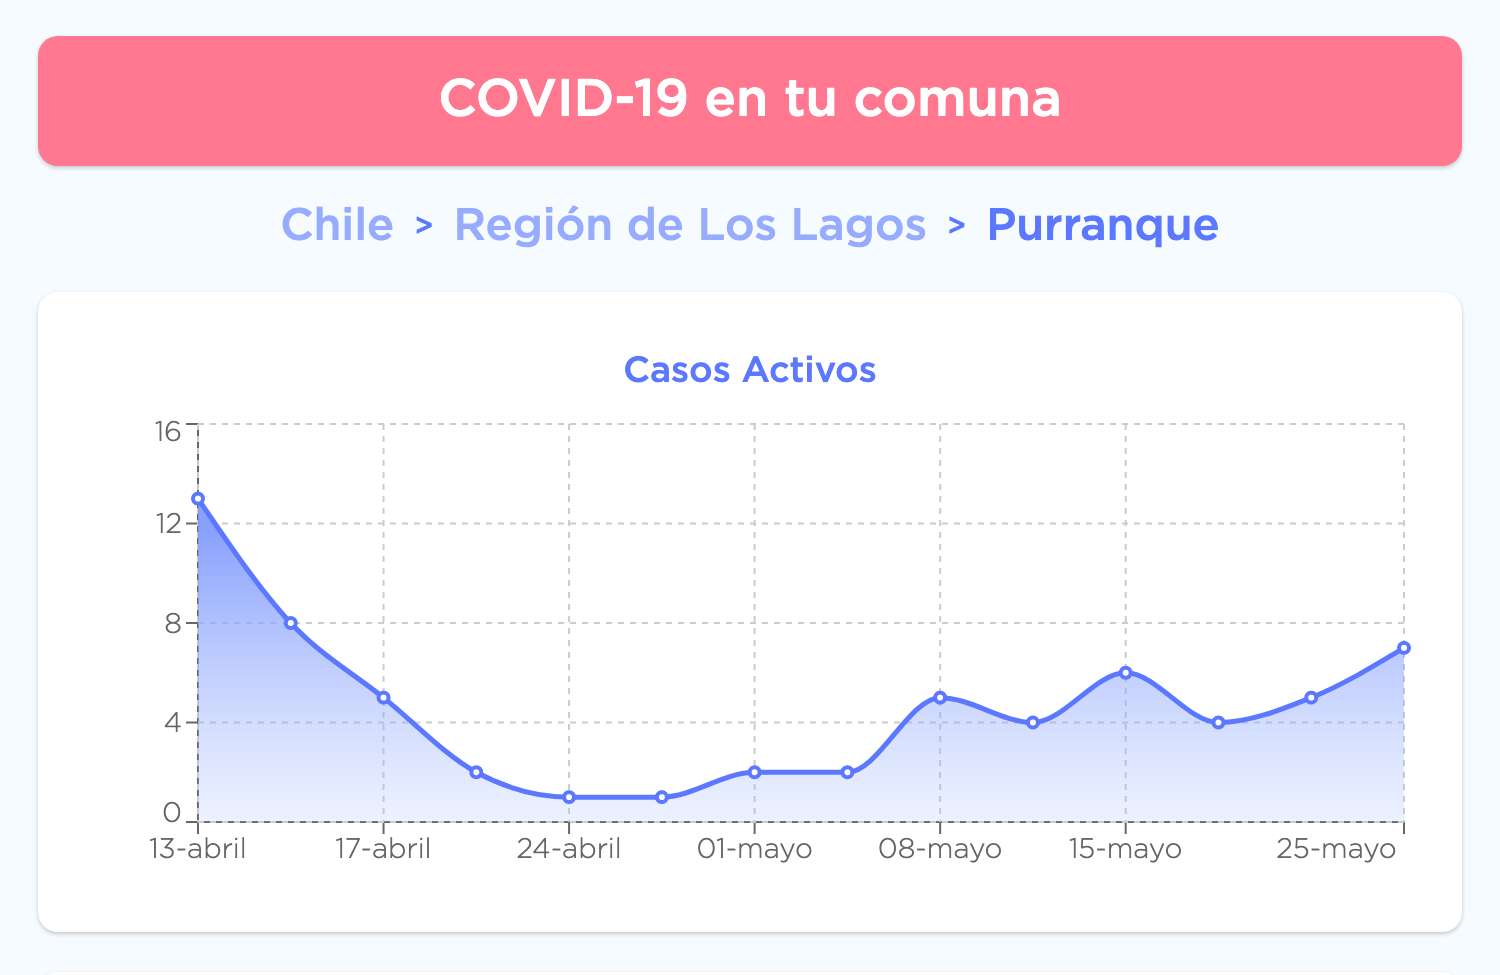 COVID-19 en tu comuna
Chile > Región de Los Lagos > Purranque
Casos Activos
16
12
8
4
0
13-abril 17-abril 24-abril 01-mayo 08-mayo 15-mayo 25-mayo